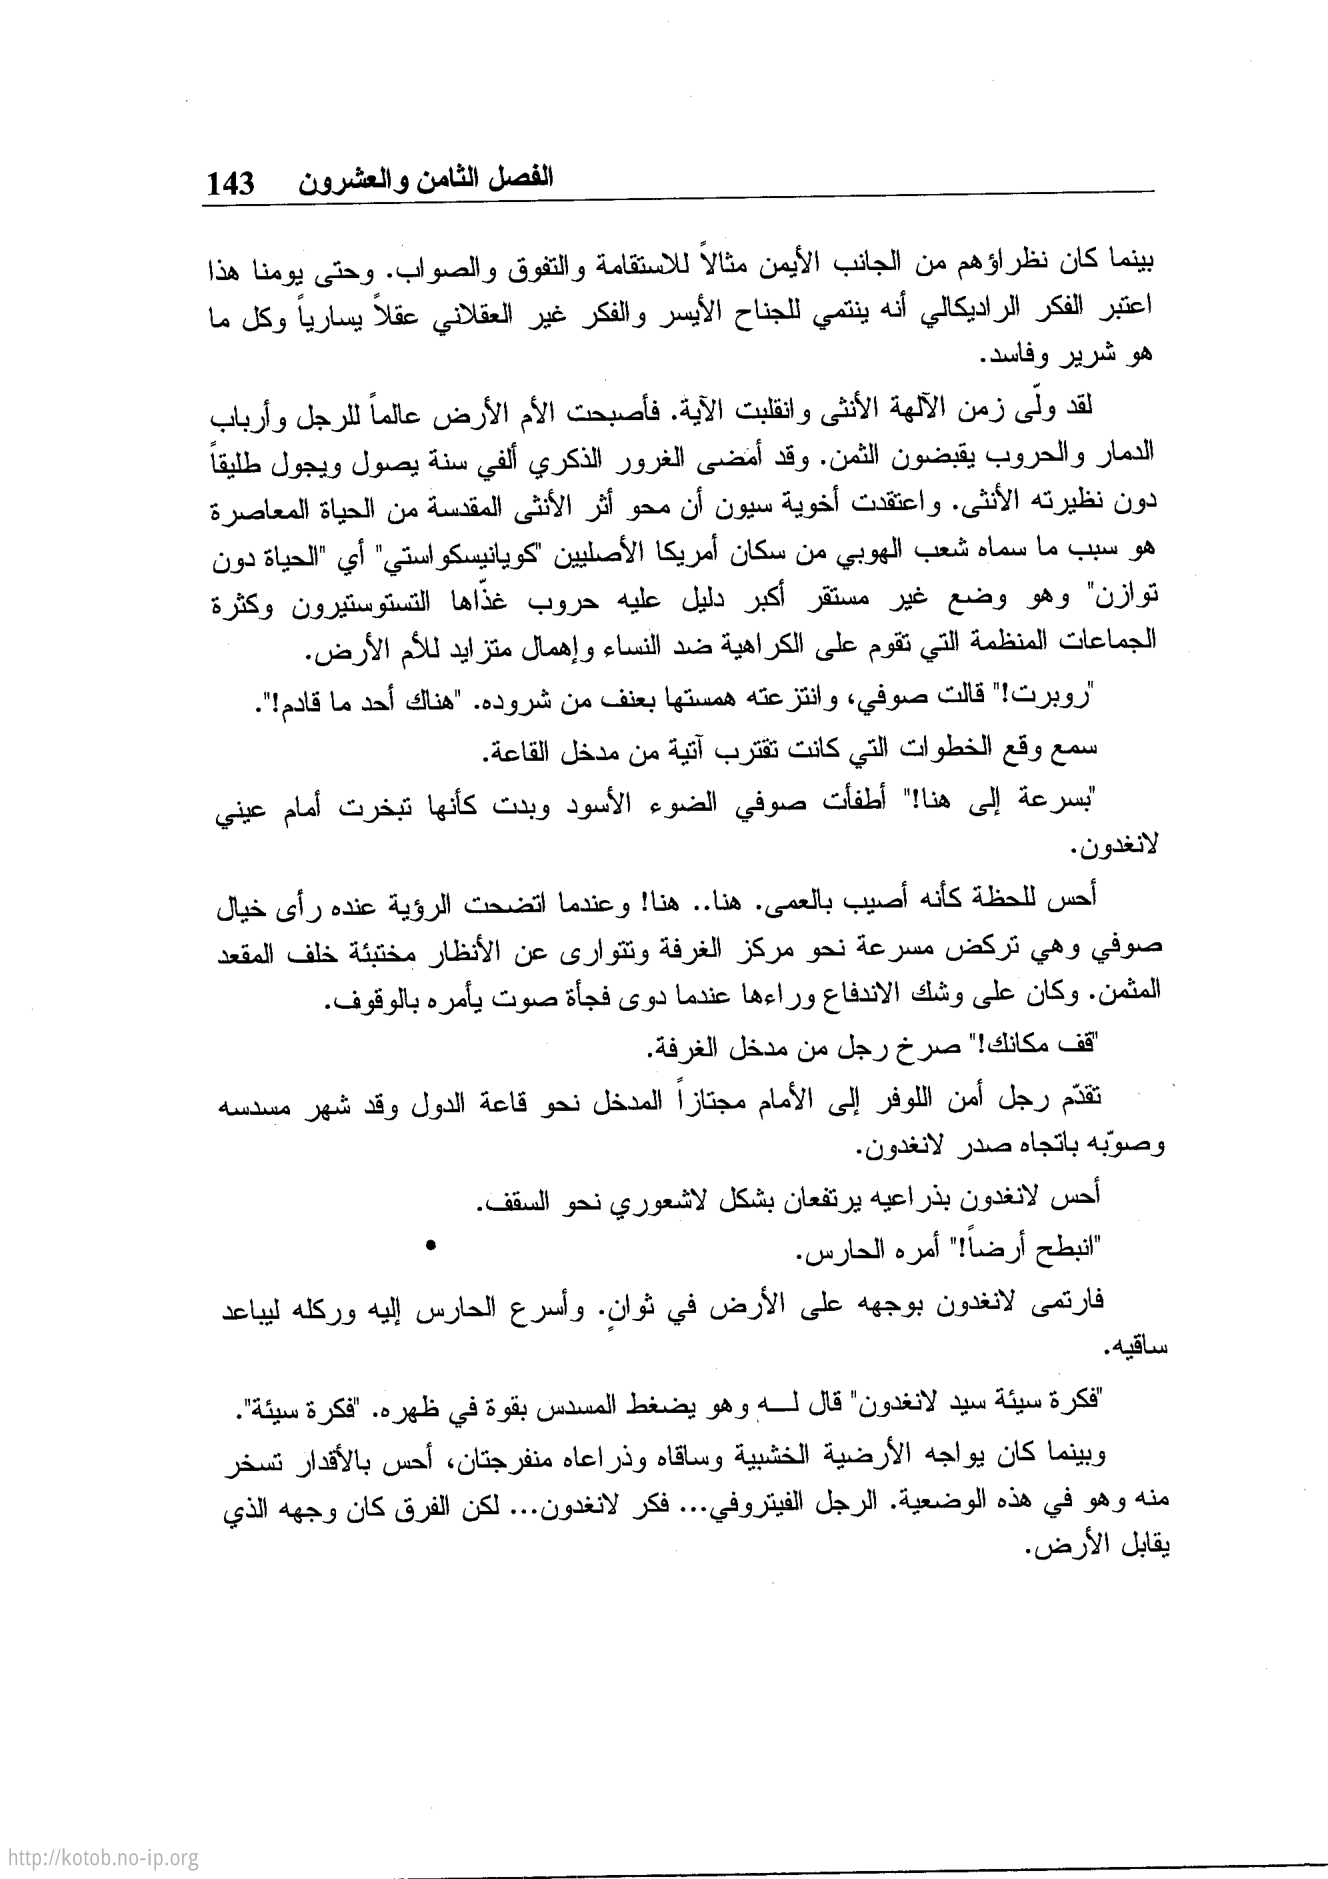 الفصل الثامن والعشرون 143
بينما كان نظراؤهم من الجانب الأيمن مثالاً للاستقامة والتفوق والصواب. وحتى يومنا هذا
اعتبر الفكر الراديكالي أنه ينتمي للجناح الأيسر والفكر غير العقلاني عقلاً يسارياً وكل ما
هو شرير وفاسد.
لقد ولّى زمن الآلهة الأنثى وانقلبت الآية. فأصبحت الأم الأرض عالماً للرجل وأرباب
الدمار والحروب يقبضون الثمن. وقد أمضى الغرور الذكري ألفي سنة يصول ويجول طليقاً
دون نظيرته الأنثى. واعتقدت أخوية سيون أن محو أثر الأنثى المقدسة من الحياة المعاصرة
هو سبب ما سماه شعب الهوبي من سكان أمريكا الأصليين "كويانيسكواستي" أي "الحياة دون
توازن" وهو وضع غير مستقر أكبر دليل عليه حروب غذّاها التستوستيرون وكثرة
الجماعات المنظمة التي تقوم على الكراهية ضد النساء وإهمال متزايد للأم الأرض.
"روبرت!" قالت صوفي، وانتزعته همستها بعنف من شروده. "هناك أحد ما قادم!".
سمع وقع الخطوات التي كانت تقترب آتية من مدخل القاعة.
"بسرعة إلى هنا!" أطفأت صوفي الضوء الأسود وبدت كأنها تبخرت أمام عيني
لانغدون.
أحس للحظة كأنه أصيب بالعمى. هنا.. هنا! وعندما اتضحت الرؤية عنده رأى خيال
صوفي وهي تركض مسرعة نحو مركز الغرفة وتتوارى عن الأنظار مختبئة خلف المقعد
المثمن. وكان على وشك الاندفاع وراءها عندما دوى فجأة صوت يأمره بالوقوف.
"قف مكانك!" صرخ رجل من مدخل الغرفة.
تقدّم رجل أمن اللوفر إلى الأمام مجتازاً المدخل نحو قاعة الدول وقد شهر مسدسه
وصوّبه باتجاه صدر لانغدون.
أحس لانغدون بذراعيه يرتفعان بشكل لاشعوري نحو السقف.
"انبطح أرضاً!" أمره الحارس.
فارتمى لانغدون بوجهه على الأرض في ثوانٍ. وأسرع الحارس إليه وركله ليباعد
ساقيه.
"فكرة سيئة سيد لانغدون" قال لـه وهو يضغط المسدس بقوة في ظهره. "فكرة سيئة".
وبينما كان يواجه الأرضية الخشبية وساقاه وذراعاه منفرجتان، أحس بالأقدار تسخر
منه وهو في هذه الوضعية. الرجل الفيتروفي... فكر لانغدون... لكن الفرق كان وجهه الذي
يقابل الأرض.
http://kotob.no-ip.org